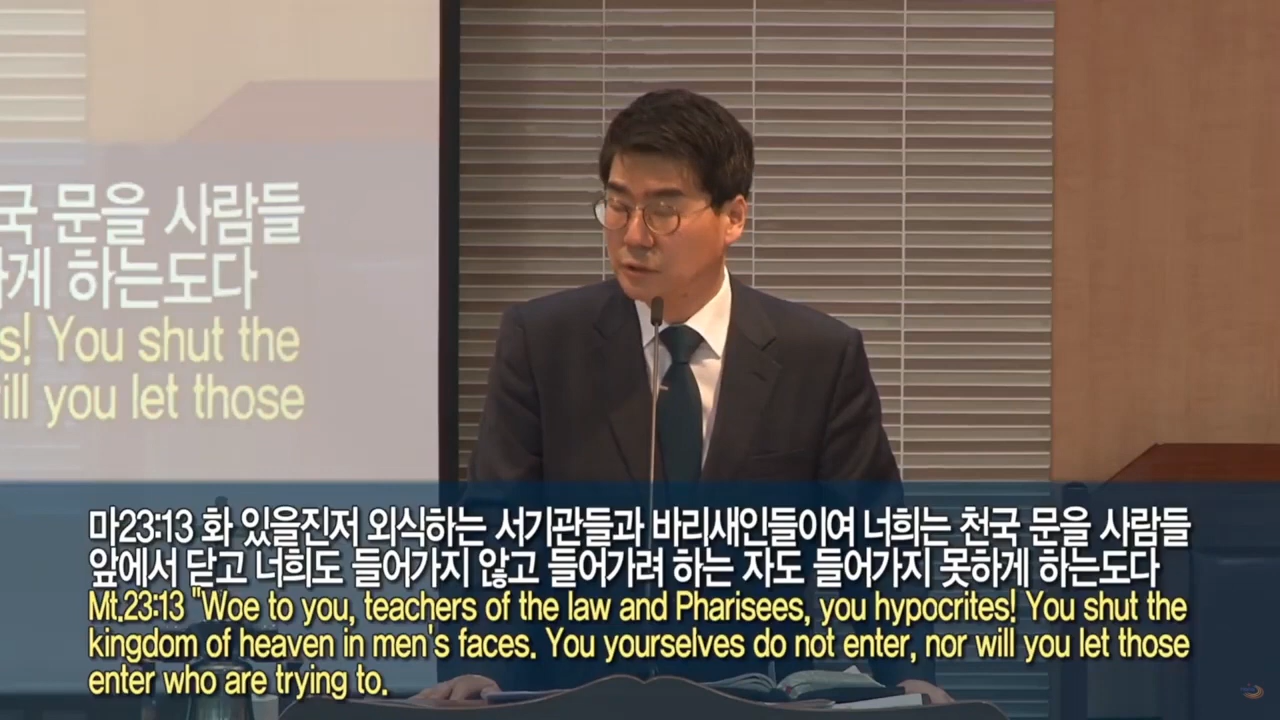 국 문을 사람들
하게 하는도다
s! You shut the
will you let those
마23:13 화 있을진저 외식하는 서기관들과 바리새인들이여 너희는 천국 문을 사람들
앞에서 닫고 너희도 들어가지 않고 들어가려 하는 자도 들어가지 못하게 하는도다
Mt.23:13 "Woe to you, teachers of the law and Pharisees, you hypocrites! You shut the
kingdom of heaven in men's faces. You yourselves do not enter, nor will you let those
enter who are trying to.